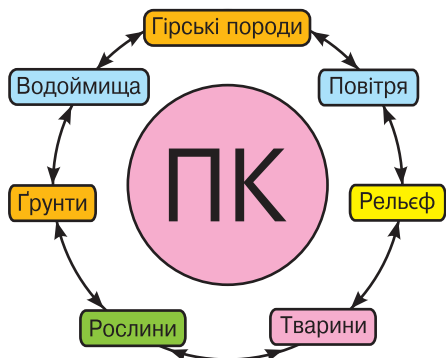 Гірські породи
Водоймища
Повітря
ПК
Ґрунти
Рельєф
Рослини
Тварини